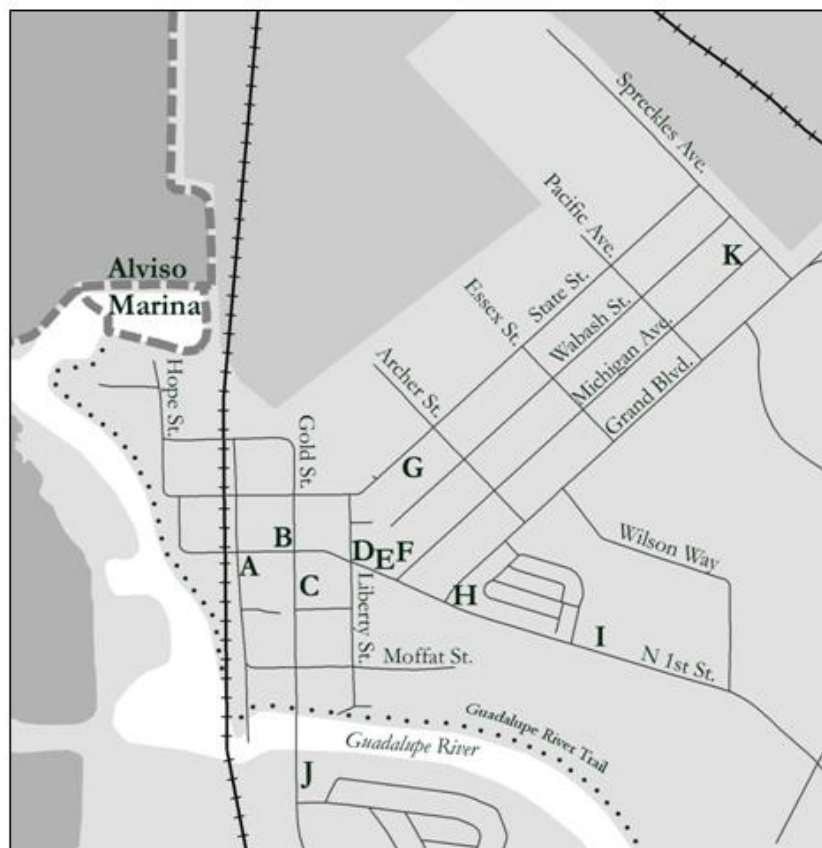 Spreckles Ave.
Pacific Ave.
K
Alviso
Marina
State St.
Essex St.
Wabash St.
Michigan Ave.
Archer St.
Grand Blvd.
Hope St.
Gold St.
G
Wilson Way
B
D
E
F
A
C
H
Liberty St.
I
Moffat St.
N 1st St.
Guadalupe River Trail
Guadalupe River
J